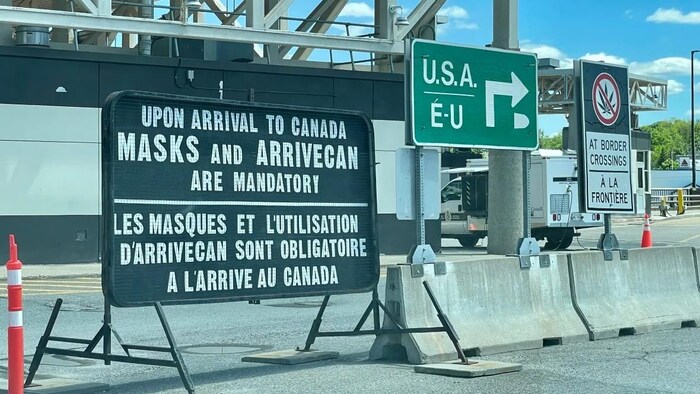 UPON ARRIVAL TO CANADA
MASKS AND ARRIVECAN
ARE MANDATORY
LES MASQUES ET L'UTILISATION
D'ARRIVECAN SONT OBLIGATOIRE
A L'ARRIVE AU CANADA
U.S.A.
É-U
AT BORDER
CROSSINGS
À LA
FRONTIÈRE